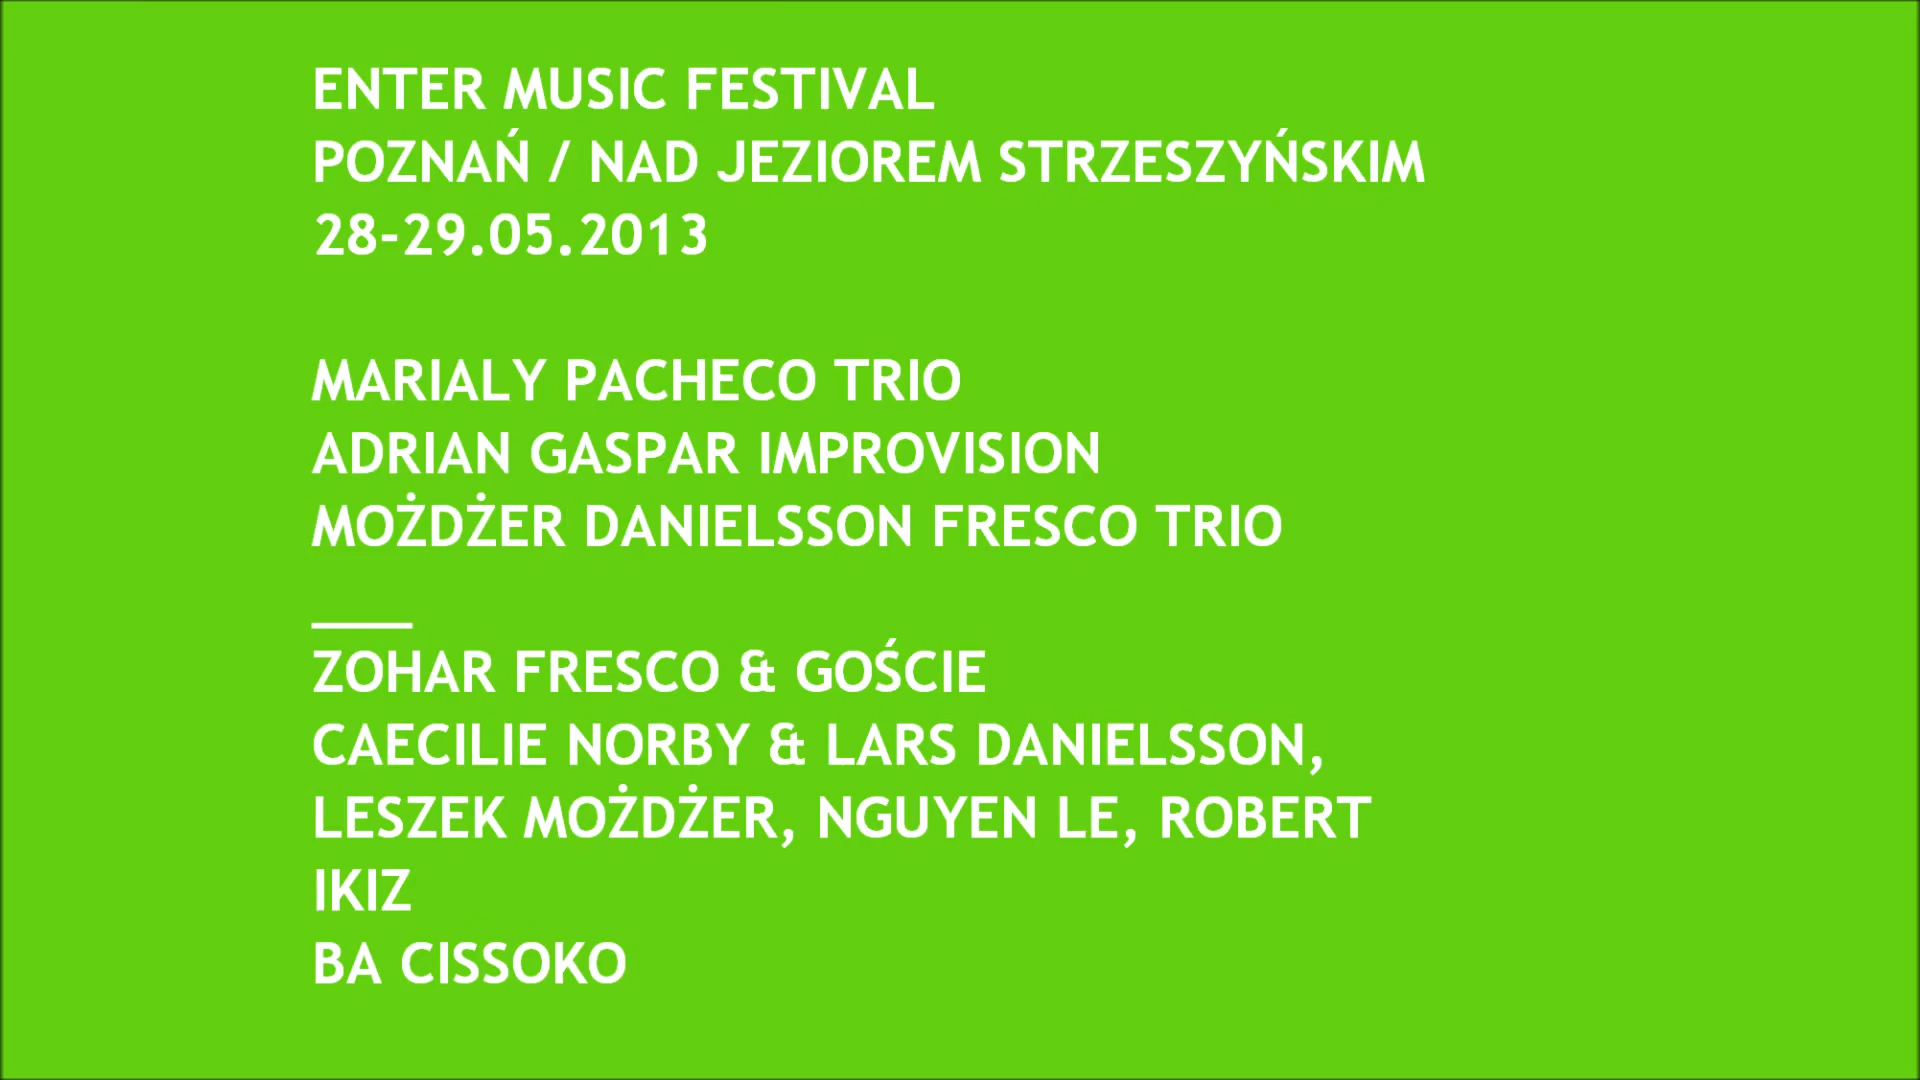 ENTER MUSIC FESTIVAL
POZNAŃ / NAD JEZIOREM STRZESZYŃSKIM
28-29.05.2013
MARIALY PACHECO TRIO
ADRIAN GASPAR IMPROVISION
MOŻDŻER DANIELSSON FRESCO TRIO
____
ZOHAR FRESCO & GOŚCIE
CAECILIE NORBY & LARS DANIELSSON,
LESZEK MOŻDŻER, NGUYEN LE, ROBERT
IKIZ
BA CISSOKO